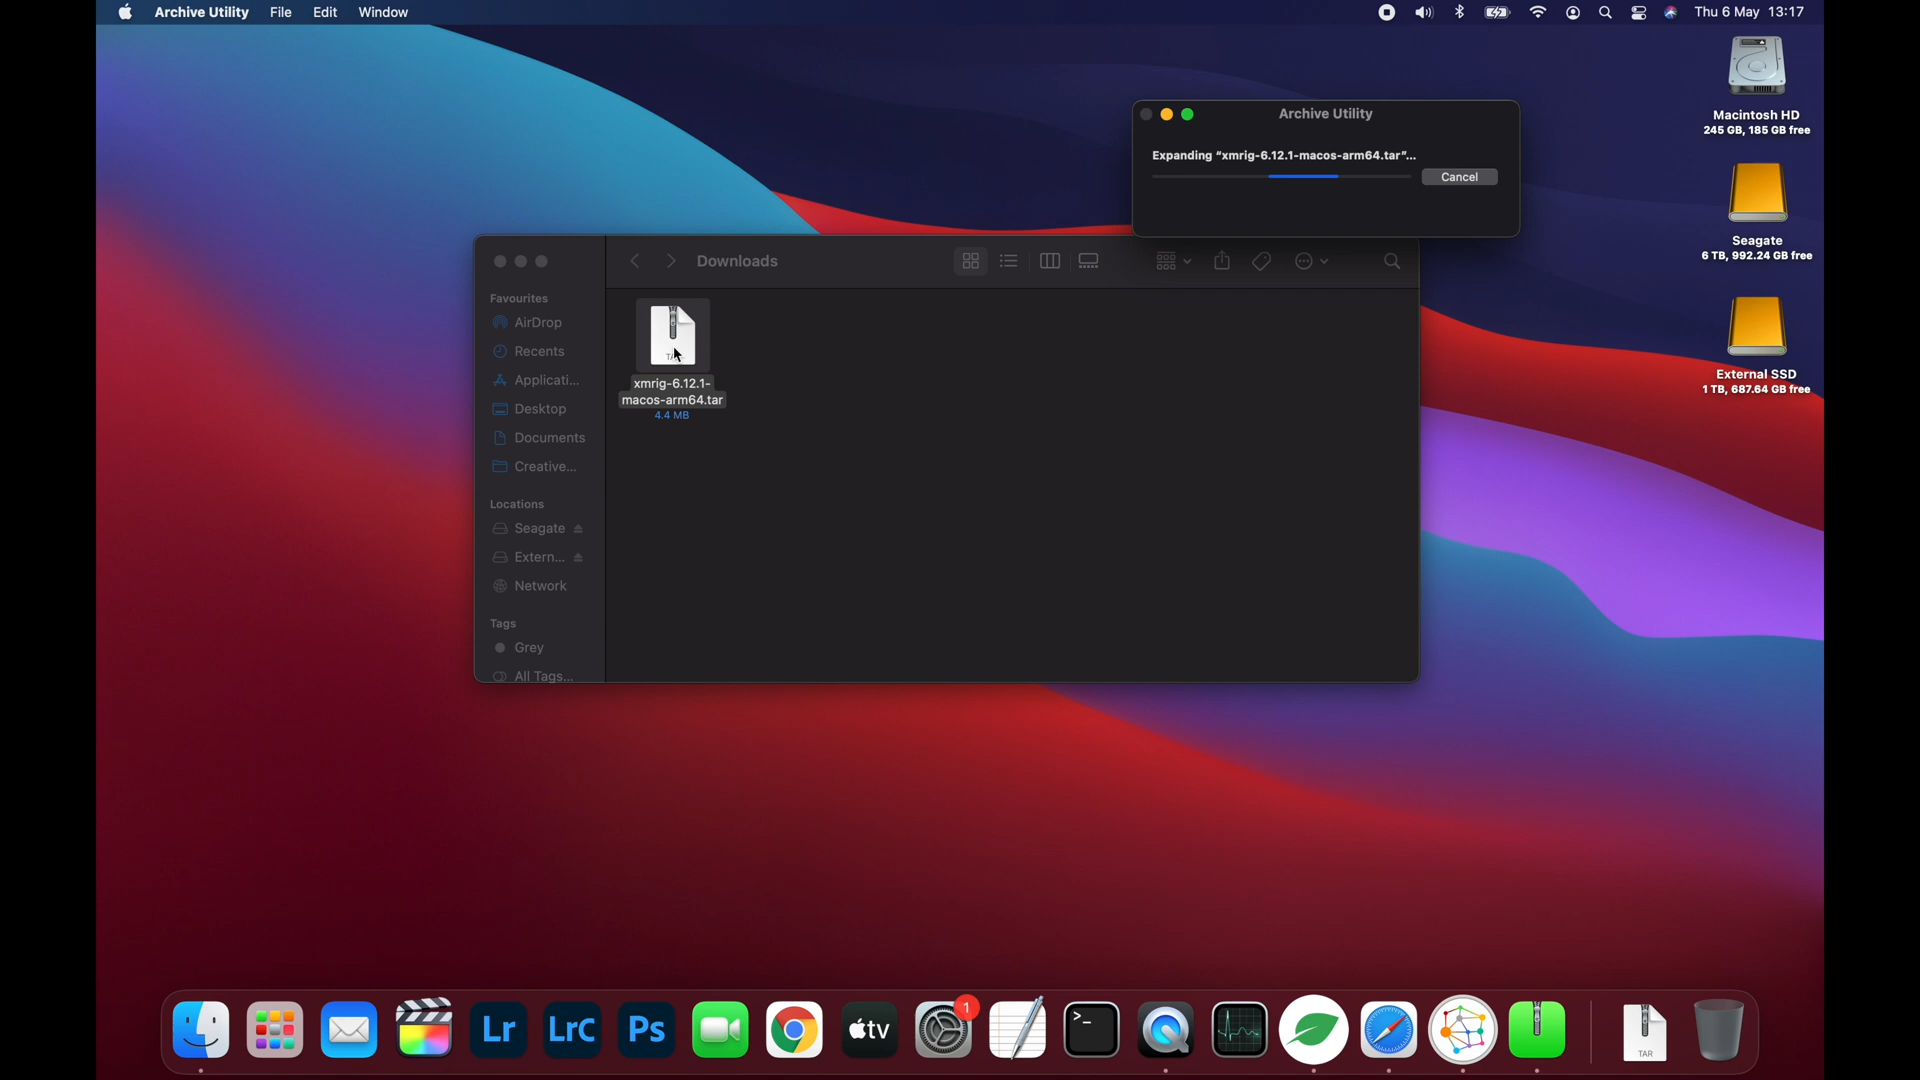 Archive Utility File Edit Window
Thu 6 May 13:17
Macintosh HD
245 GB, 185 GB free
Archive Utility
Expanding “xmrig-6.12.1-macos-arm64.tar”...
Cancel
Seagate
6 TB, 992.24 GB free
External SSD
1 TB, 687.64 GB free
Downloads
Favourites
AirDrop
Recents
Applicati...
Desktop
Documents
Creative...
Locations
Seagate
Extern...
Network
Tags
Grey
All Tags...
xmrig-6.12.1-
macos-arm64.tar
4.4 MB
Lr
LrC
Ps
tv
1
>_
TAR